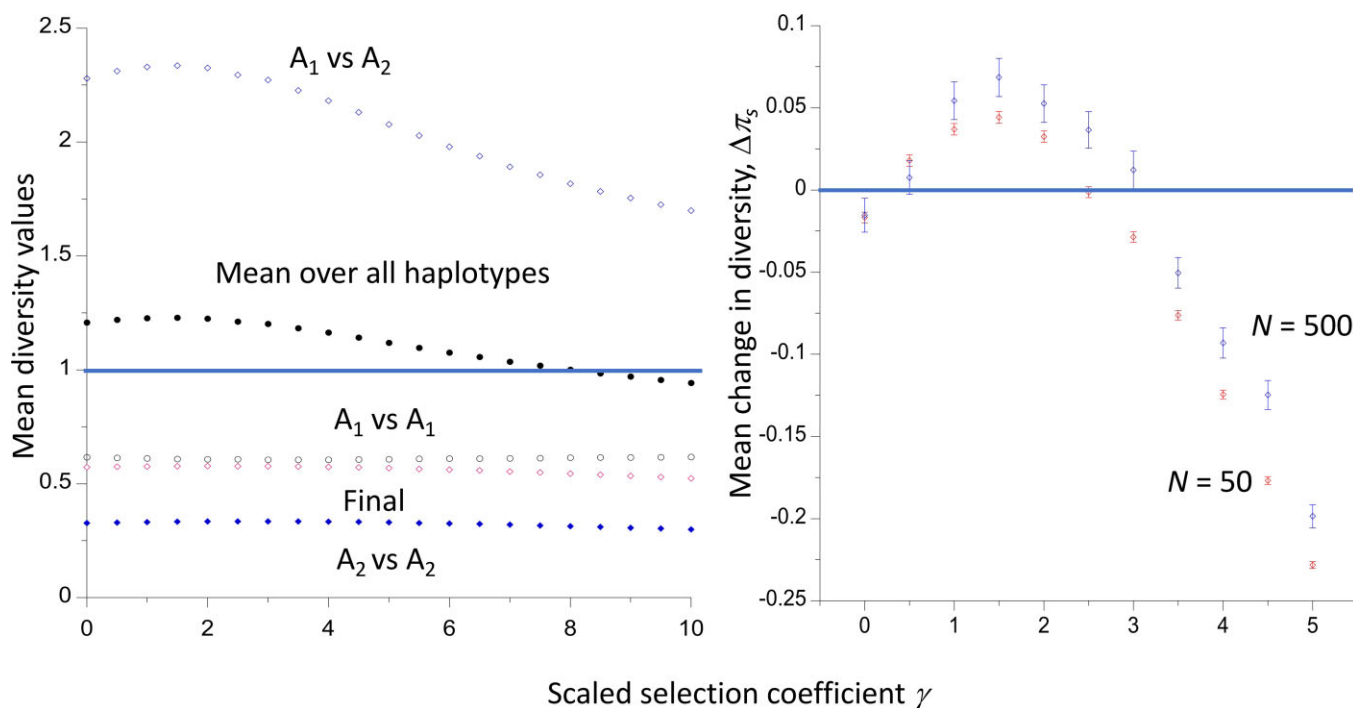 2.5
2
1.5
1
0.5
0
0
2
4
6
8
10
Mean diversity values
A₁ vs A₂
Mean over all haplotypes
A₁ vs A₁
Final
A₂ vs A₂
0.1
0.05
0
-0.05
-0.1
-0.15
-0.2
-0.25
0
1
2
3
4
5
Mean change in diversity, Δπₛ
N = 500
N = 50
Scaled selection coefficient γ